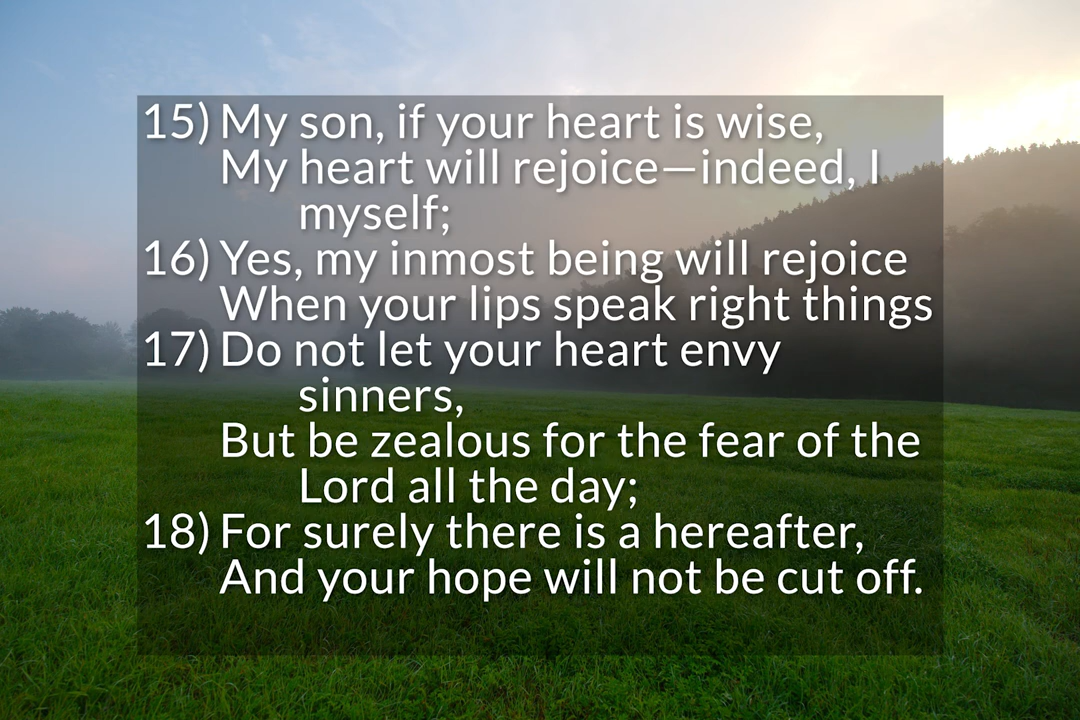 15) My son, if your heart is wise,
My heart will rejoice—indeed, I
myself;
16) Yes, my inmost being will rejoice
When your lips speak right things
17) Do not let your heart envy
sinners,
But be zealous for the fear of the
Lord all the day;
18) For surely there is a hereafter,
And your hope will not be cut off.